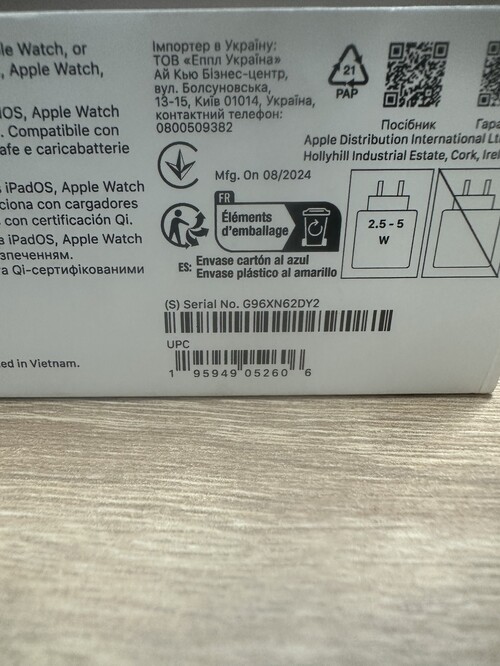 le Watch, or
, Apple Watch,
OS, Apple Watch
. Compatibile con
afe e caricabatterie
iPadOS, Apple Watch
ciona con cargadores
s con certificación Qi.
a iPadOS, Apple Watch
зпеченням.
а Qi-сертифікованими
ed in Vietnam.
Імпортер в Україну:
ТОВ «Еппл Україна»
Ай Кью Бізнес-центр,
вул. Болсуновська,
13-15, Київ 01014, Україна,
контактний телефон:
0800509382
Mfg. On 08/2024
FR
Éléments
d'emballage
ES: Envase cartón al azul
Envase plástico al amarillo
(S) Serial No. G96XN62DY2
UPC
1 95949 05260 6
21
PAP
Посібник
Гара
Apple Distribution International Lt
Hollyhill Industrial Estate, Cork, Irel
2.5 - 5
W